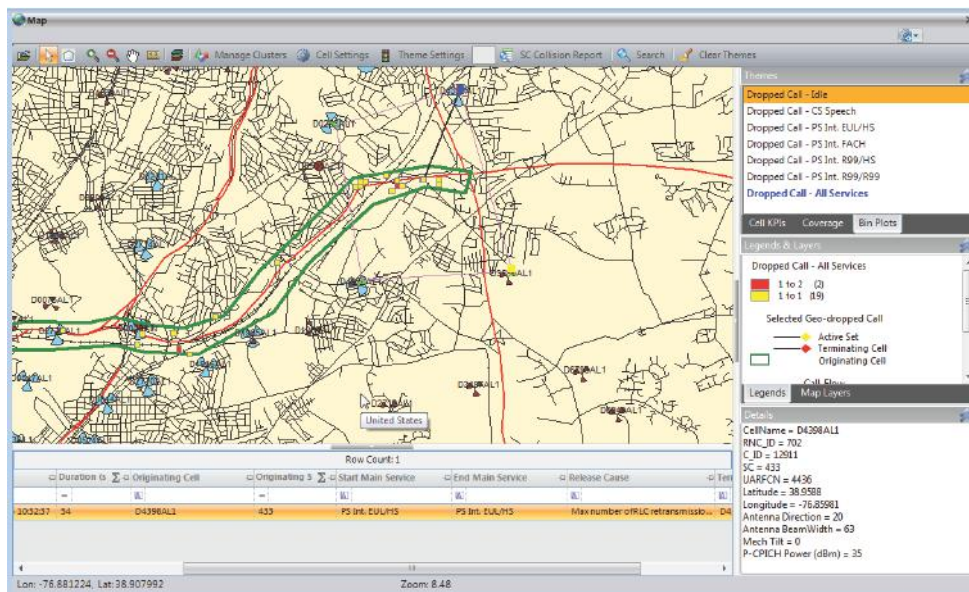 Map
Manage Clusters Cell Settings Theme Settings SC Collision Report Search Clear Themes
Themes
Dropped Call - Idle
Dropped Call - CS Speech
Dropped Call - PS Int. EUL/HS
Dropped Call - PS Int. FACH
Dropped Call - PS Int. R99/HS
Dropped Call - PS Int. R99/R99
Dropped Call - All Services
Cell KPIs Coverage Bin Plots
Legends & Layers
Dropped Call - All Services
1 to 2 (2)
1 to 1 (19)
Selected Geo-dropped Call
Active Set
Terminating Cell
Originating Cell
Call Flow
Legends Map Layers
Details
CellName = D4398AL1
RNC_ID = 702
C_ID = 12911
SC = 433
UARFCN = 4436
Latitude = 38.9588
Longitude = -76.85981
Antenna Direction = 20
Antenna BeamWidth = 63
Mech Tilt = 0
P-CPICH Power (dBm) = 35
United States
Row Count: 1
Duration (s Originating Cell Originating S Start Main Service End Main Service Release Cause Ter
10:32:37 54 D4398AL1 433 PS Int. EUL/HS PS Int. EUL/HS Max number of RLC retransmissio... D4
Lon: -76.881224, Lat: 38.907992 Zoom: 8.48